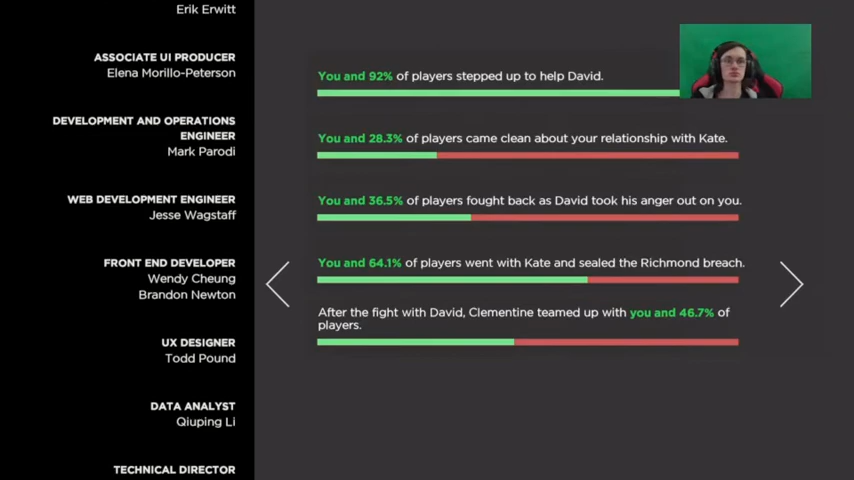 Erik Erwitt
ASSOCIATE UI PRODUCER
Elena Morillo-Peterson
DEVELOPMENT AND OPERATIONS
ENGINEER
Mark Parodi
WEB DEVELOPMENT ENGINEER
Jesse Wagstaff
FRONT END DEVELOPER
Wendy Cheung
Brandon Newton
UX DESIGNER
Todd Pound
DATA ANALYST
Qiuping Li
TECHNICAL DIRECTOR
You and 92% of players stepped up to help David.
You and 28.3% of players came clean about your relationship with Kate.
You and 36.5% of players fought back as David took his anger out on you.
You and 64.1% of players went with Kate and sealed the Richmond breach.
After the fight with David, Clementine teamed up with you and 46.7% of
players.